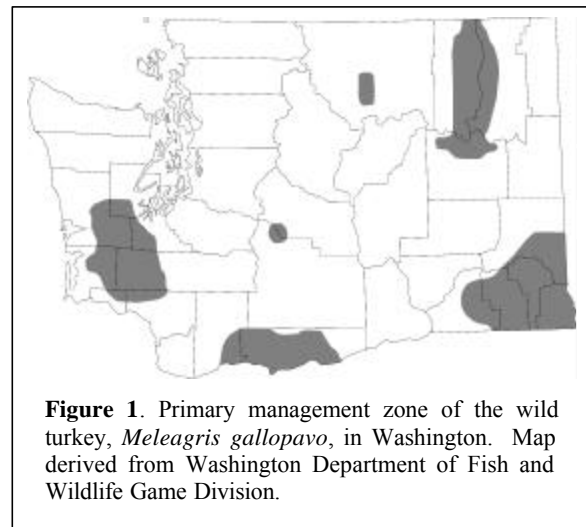 Figure 1. Primary management zone of the wild
turkey, Meleagris gallopavo, in Washington. Map
derived from Washington Department of Fish and
Wildlife Game Division.